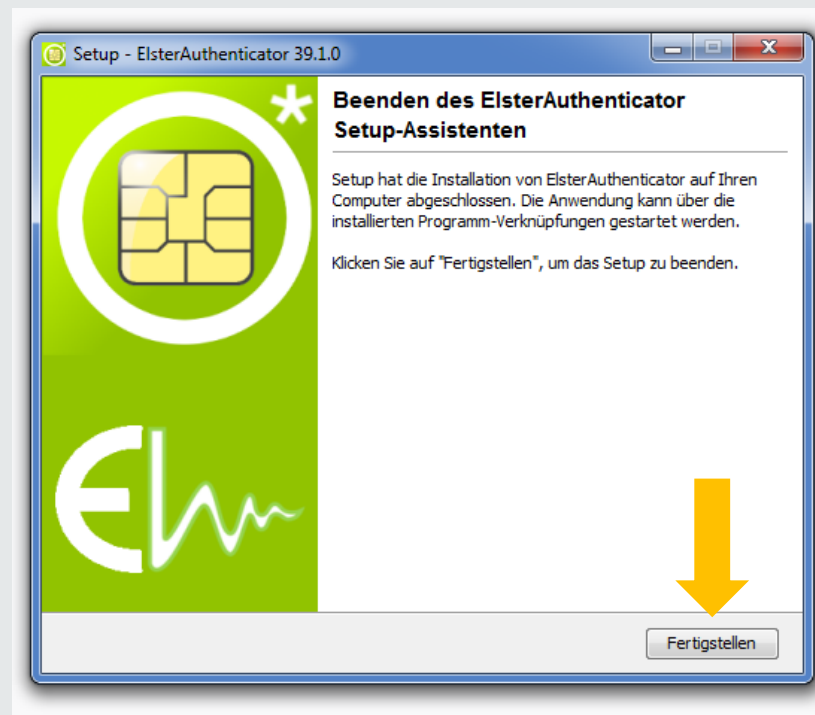 Setup - ElsterAuthenticator 39.1.0
Beenden des ElsterAuthenticator
Setup-Assistenten
Setup hat die Installation von ElsterAuthenticator auf Ihren
Computer abgeschlossen. Die Anwendung kann über die
installierten Programm-Verknüpfungen gestartet werden.
Klicken Sie auf "Fertigstellen", um das Setup zu beenden.
Fertigstellen